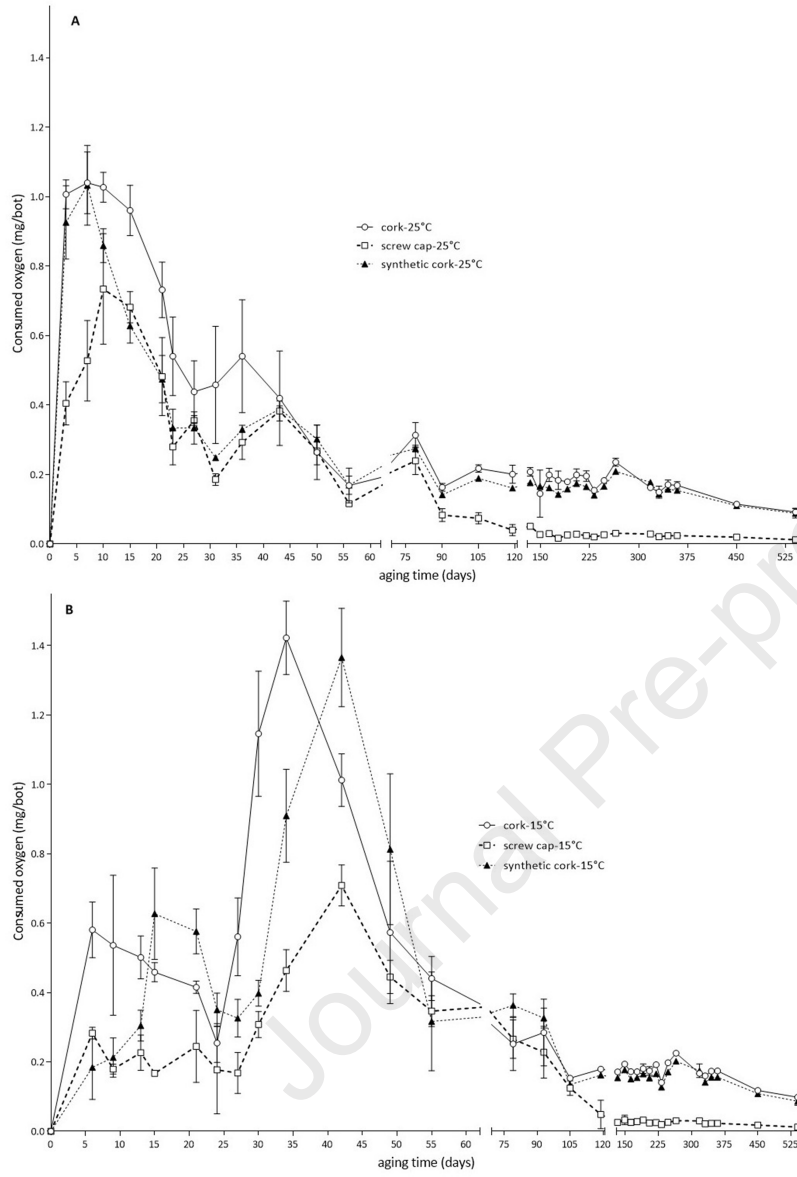 A
1.4
1.2
1.0
0.8
0.6
0.4
0.2
0.0
Consumed oxygen (mg/bot)
cork-25°C
screw cap-25°C
synthetic cork-25°C
0 5 10 15 20 25 30 35 40 45 50 55 60 75 90 105 120 150 225 300 375 450 525
aging time (days)
B
1.4
1.2
1.0
0.8
0.6
0.4
0.2
0.0
Consumed oxygen (mg/bot)
cork-15°C
screw cap-15°C
synthetic cork-15°C
0 5 10 15 20 25 30 35 40 45 50 55 60 75 90 105 120 150 225 300 375 450 525
aging time (days)
Journal Pre-pr